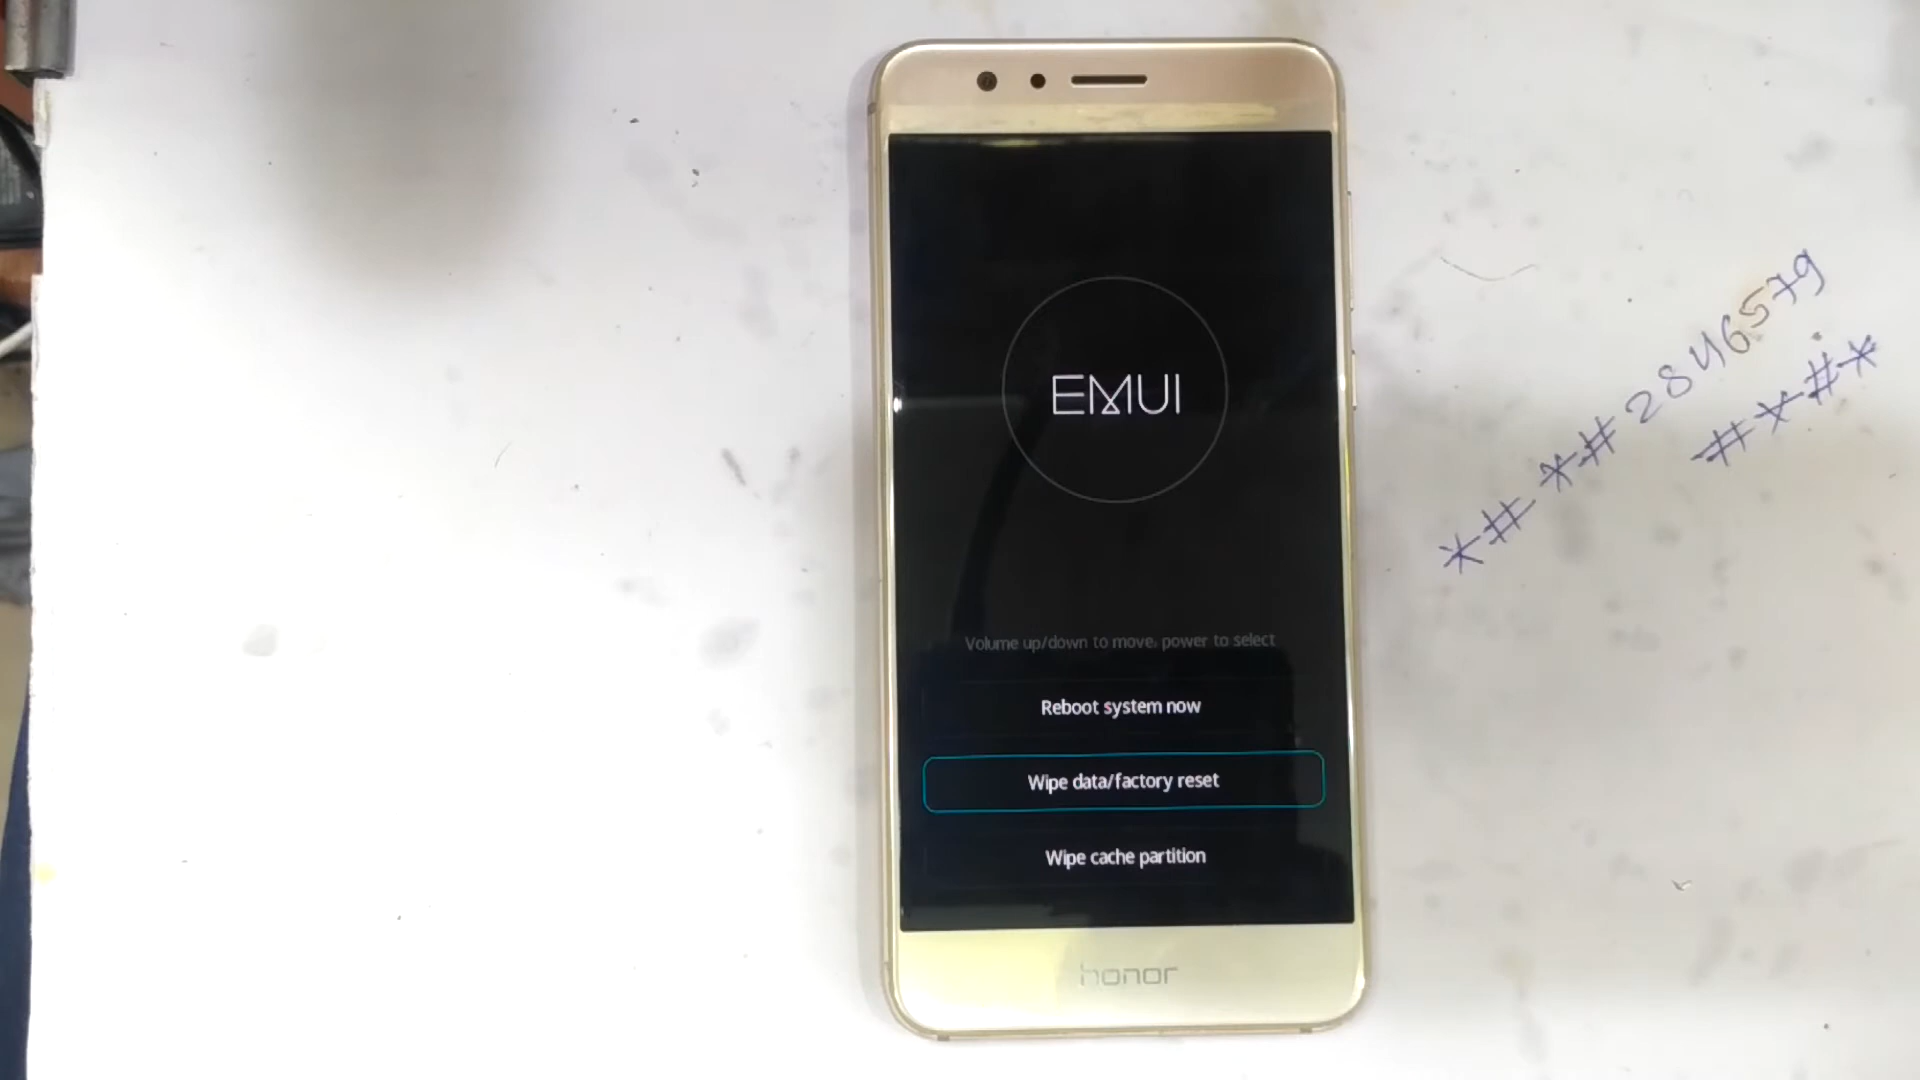 EMUI
Volume up/down to move, power to select
Reboot system now
Wipe data/factory reset
Wipe cache partition
honor
*#*#2846579
#*#*